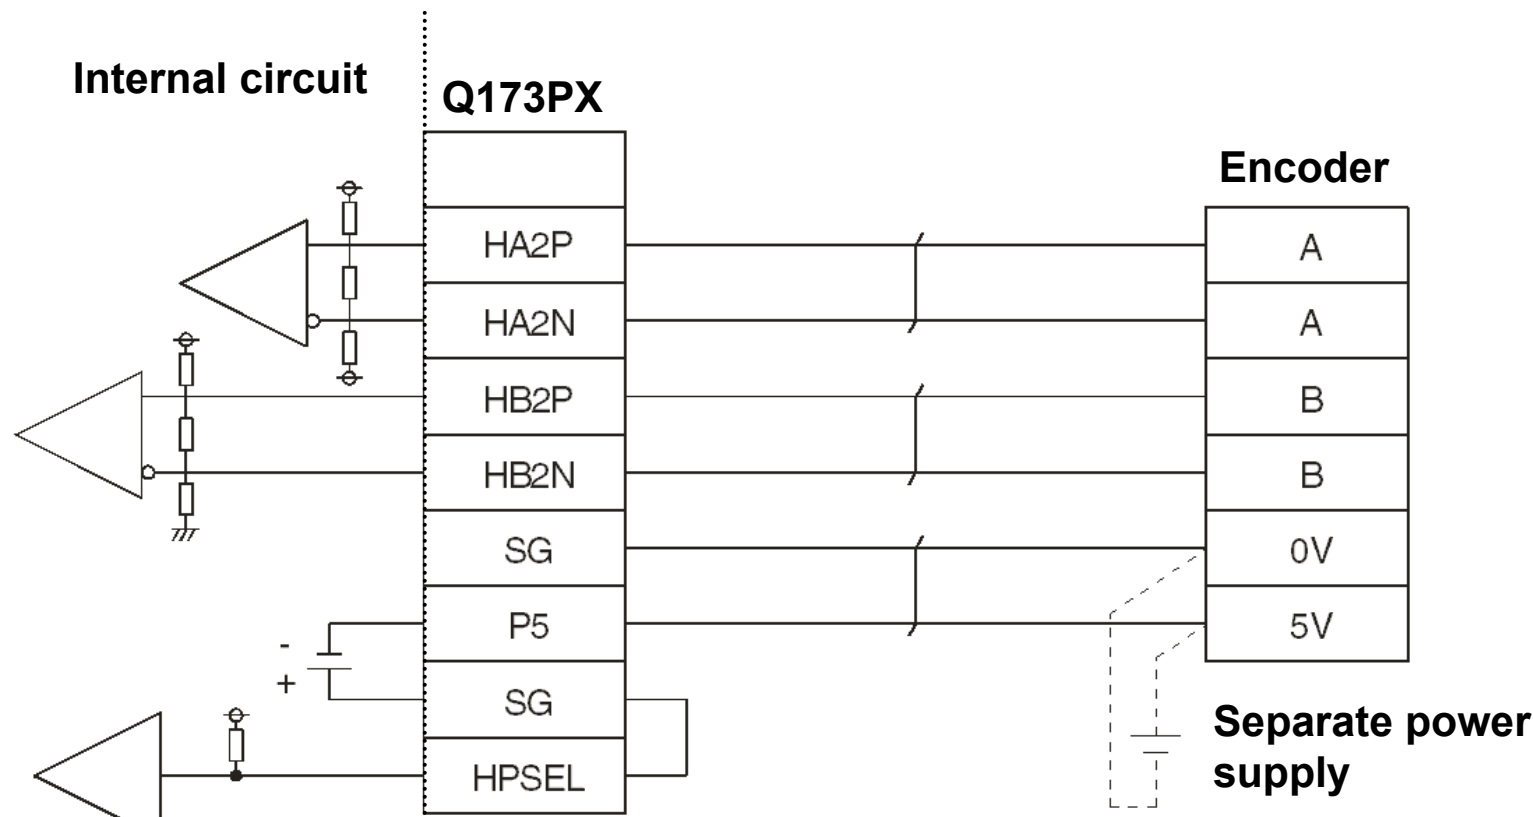 Internal circuit
Q173PX
Encoder
HA2P
A
HA2N
A
HB2P
B
HB2N
B
SG
0V
P5
5V
-
+
SG
HPSEL
Separate power
supply